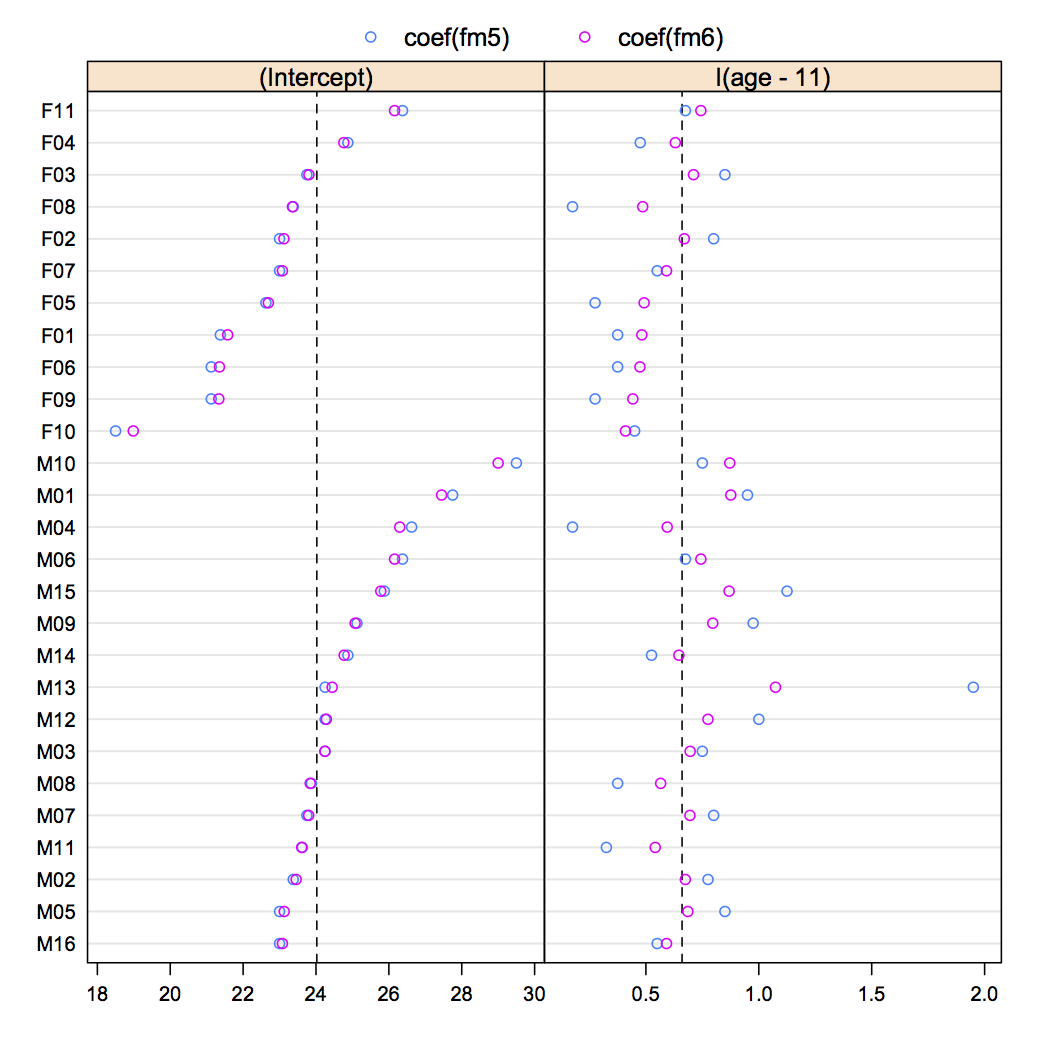 coef(fm5) coef(fm6)
(Intercept) I(age - 11)
F11
F04
F03
F08
F02
F07
F05
F01
F06
F09
F10
M10
M01
M04
M06
M15
M09
M14
M13
M12
M03
M08
M07
M11
M02
M05
M16
18 20 22 24 26 28 30 0.5 1.0 1.5 2.0